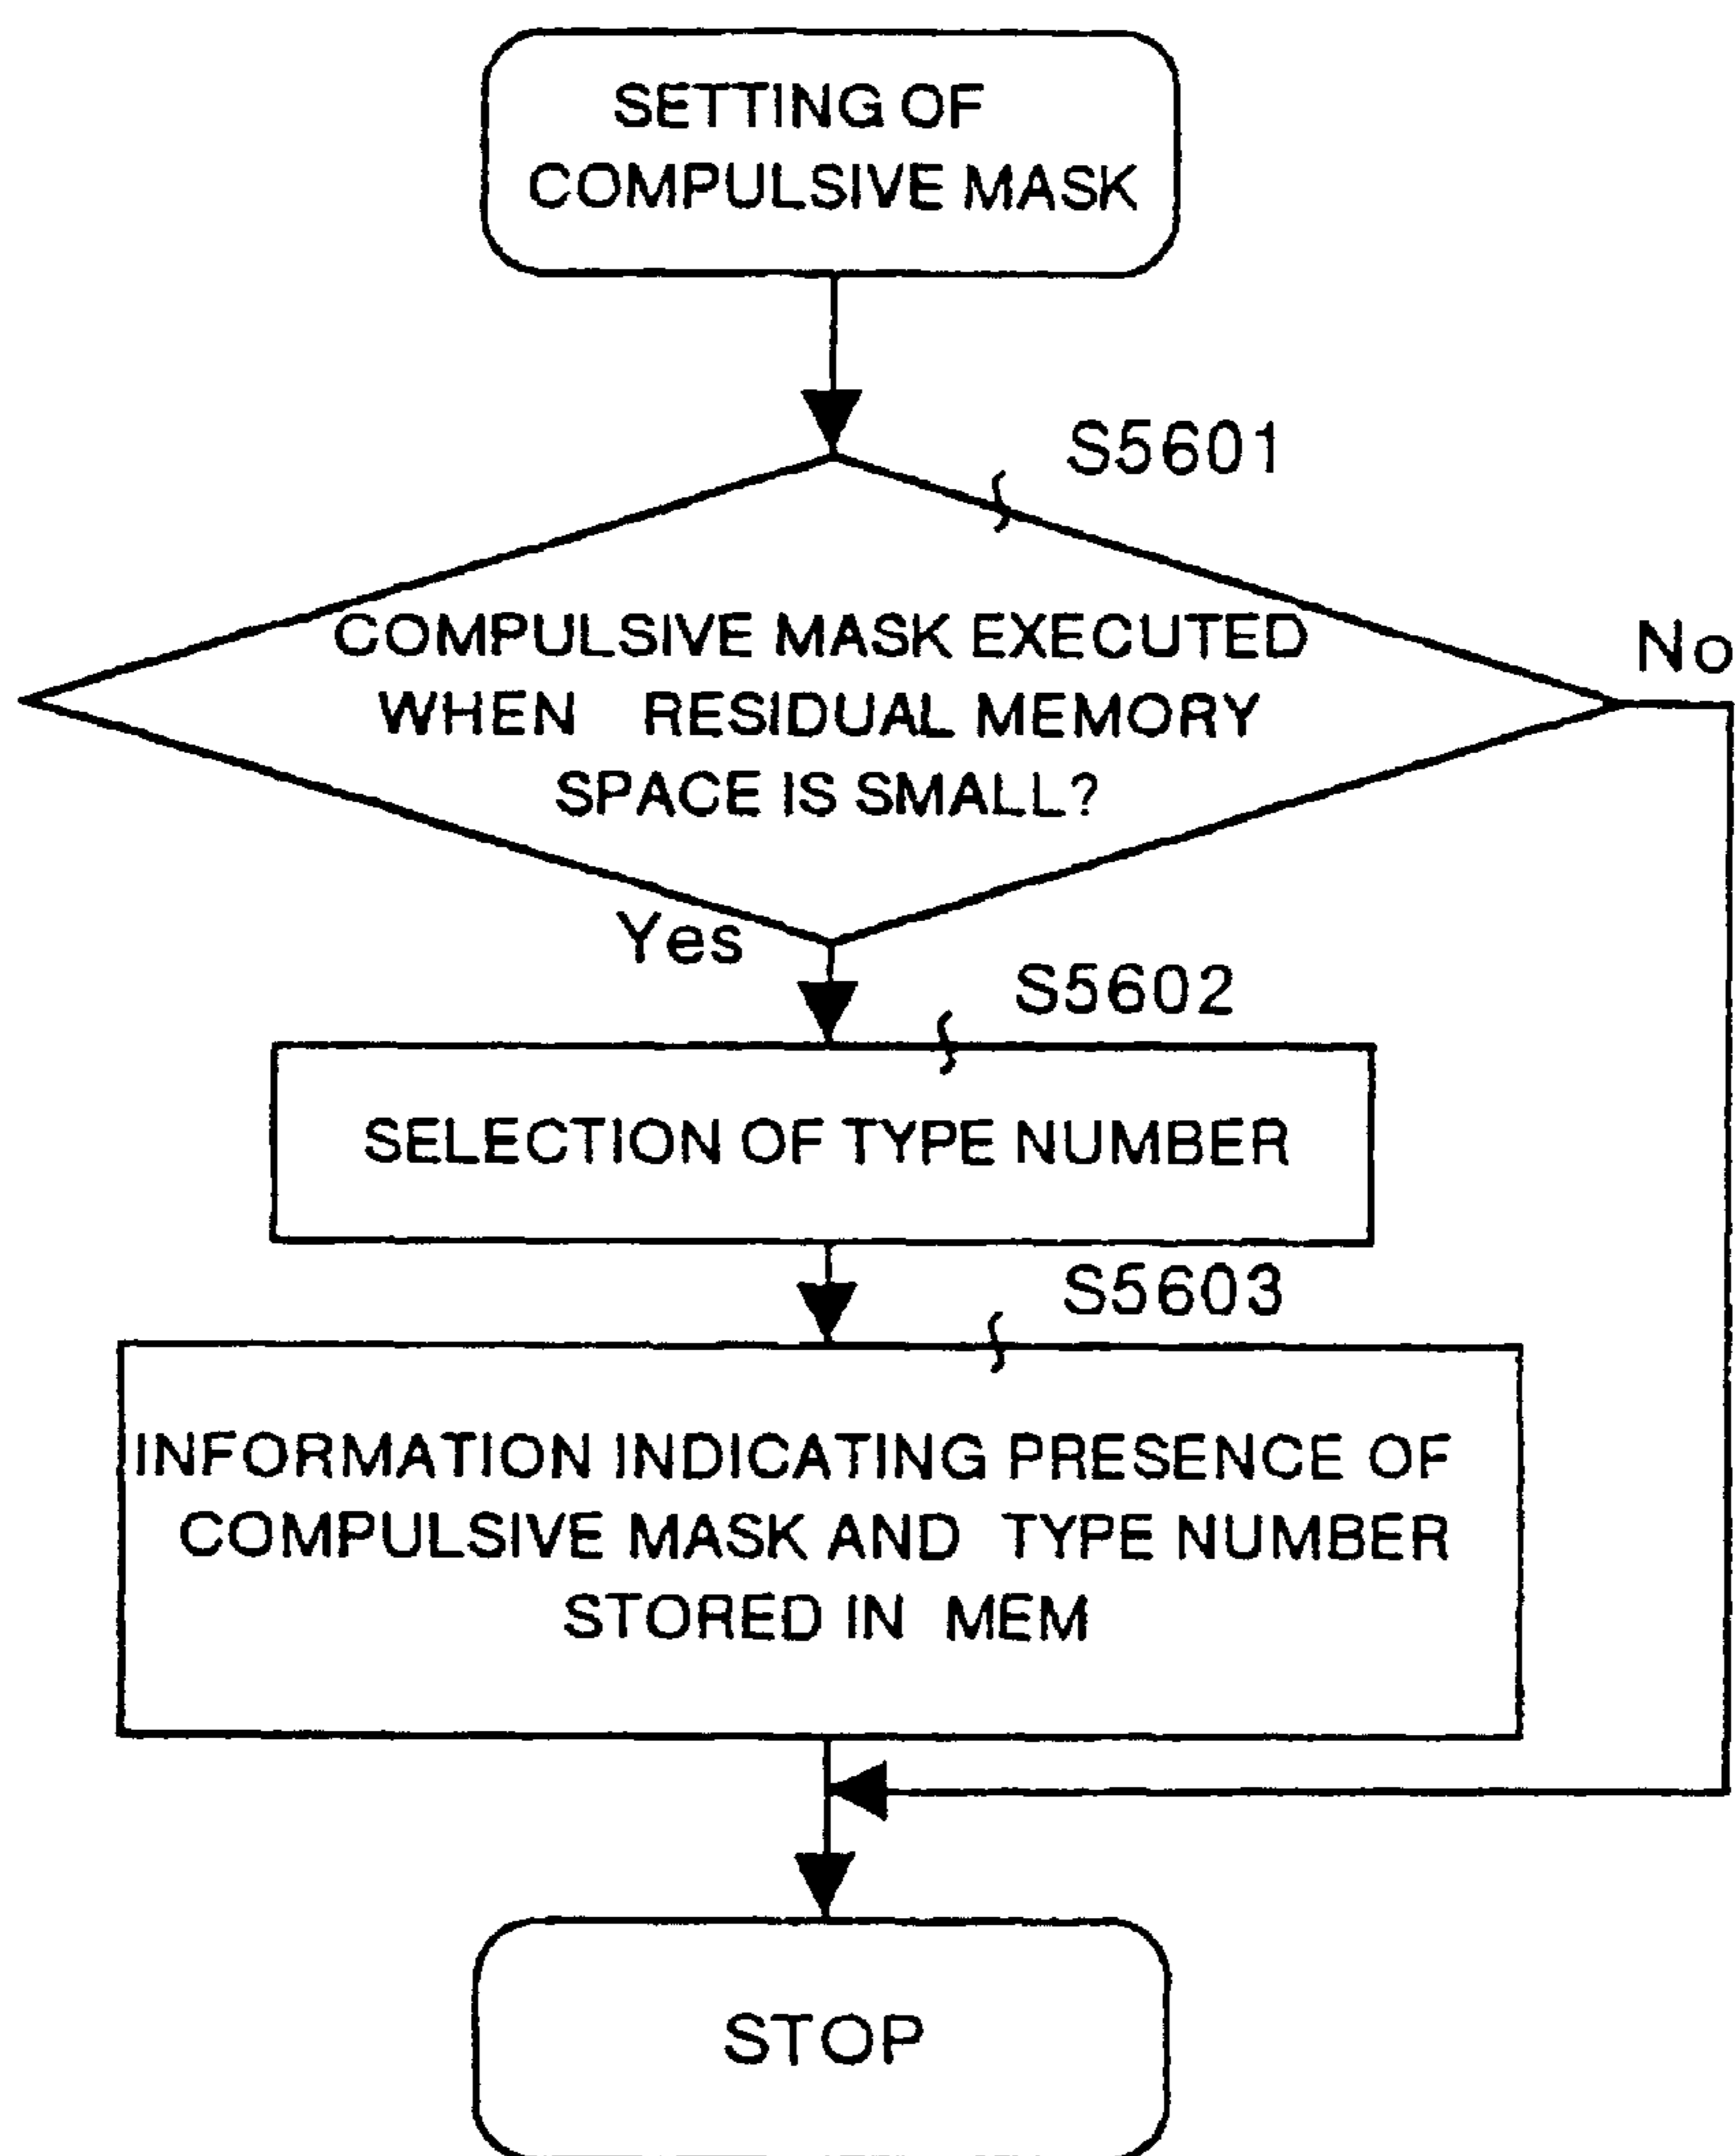 SETTING OF
COMPULSIVE MASK
S5601
COMPULSIVE MASK EXECUTED
WHEN RESIDUAL MEMORY
SPACE IS SMALL?
No
Yes
S5602
SELECTION OF TYPE NUMBER
S5603
INFORMATION INDICATING PRESENCE OF
COMPULSIVE MASK AND TYPE NUMBER
STORED IN MEM
STOP